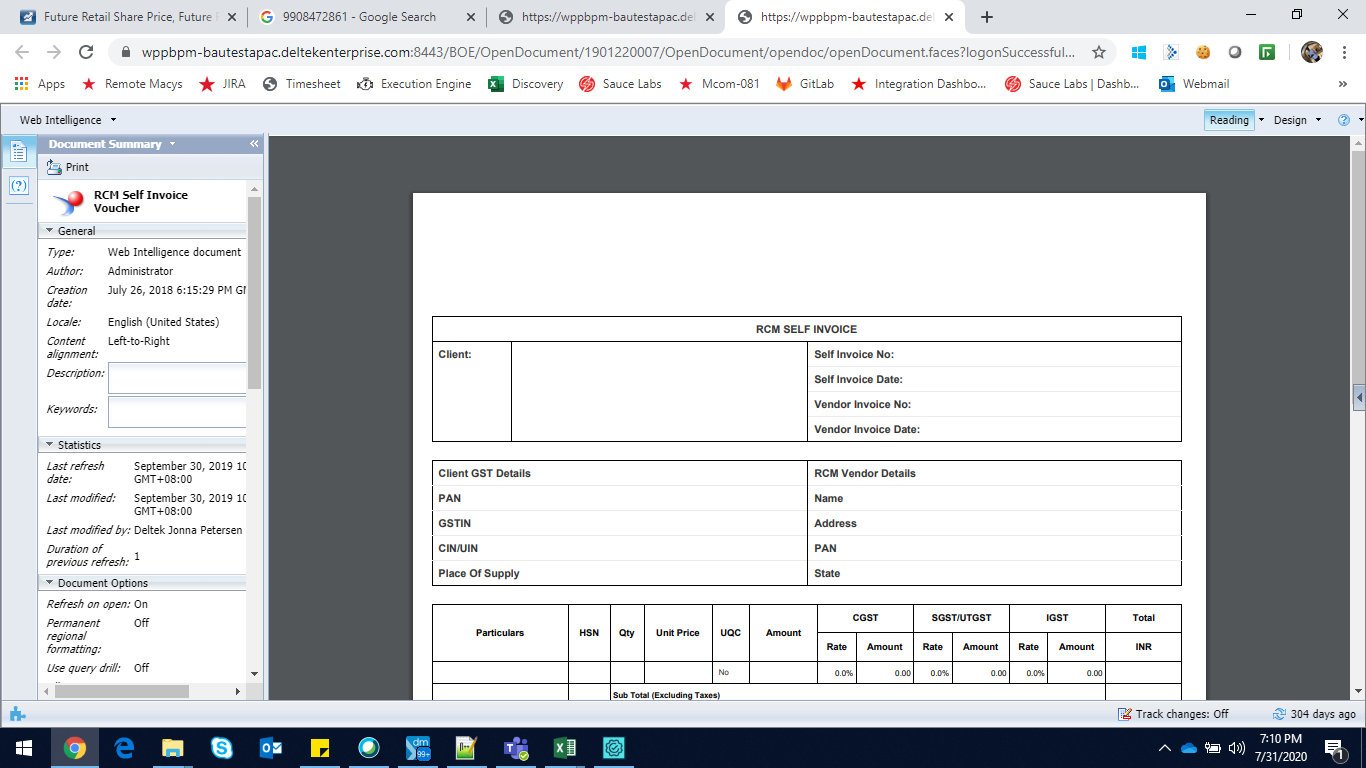 Future Retail Share Price, Future F
9908472861 - Google Search
https://wppbpm-bautestapac.del
https://wppbpm-bautestapac.del
wppbpm-bautestapac.deltekenterprise.com:8443/BOE/OpenDocument/1901220007/OpenDocument/opendoc/openDocument.faces?logonSuccessful...
Apps Remote Macys JIRA Timesheet Execution Engine Discovery Sauce Labs Mcom-081 GitLab Integration Dashbo... Sauce Labs | Dashb... Webmail
Web Intelligence Reading Design
Document Summary
Print
RCM Self Invoice
Voucher
General
Type: Web Intelligence document
Author: Administrator
Creation date: July 26, 2018 6:15:29 PM GM
Locale: English (United States)
Content alignment: Left-to-Right
Description:
Keywords:
Statistics
Last refresh date: September 30, 2019 10 GMT+08:00
Last modified: September 30, 2019 10 GMT+08:00
Last modified by: Deltek Jonna Petersen
Duration of previous refresh: 1
Document Options
Refresh on open: On
Permanent regional formatting: Off
Use query drill: Off
RCM SELF INVOICE
Client:
Self Invoice No:
Self Invoice Date:
Vendor Invoice No:
Vendor Invoice Date:
Client GST Details RCM Vendor Details
PAN Name
GSTIN Address
CIN/UIN PAN
Place Of Supply State
Particulars HSN Qty Unit Price UQC Amount CGST SGST/UTGST IGST Total
Rate Amount Rate Amount Rate Amount INR
No 0.0% 0.00 0.0% 0.00 0.0% 0.00
Sub Total (Excluding Taxes)
Track changes: Off 304 days ago
dm 99+
7:10 PM
7/31/2020
1